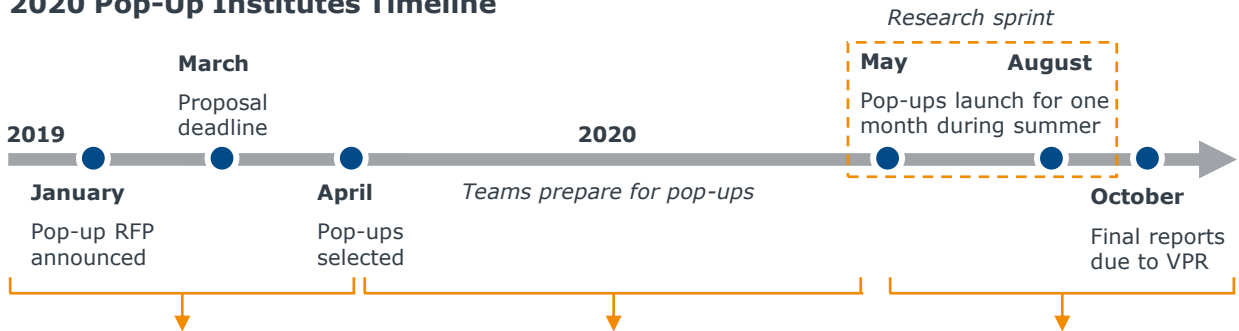 2020 Pop-Up Institutes Timeline
Research sprint
March
Proposal
deadline
May
August
Pop-ups launch for one
month during summer
2019
2020
January
Pop-up RFP
announced
April
Pop-ups
selected
Teams prepare for pop-ups
October
Final reports
due to VPR